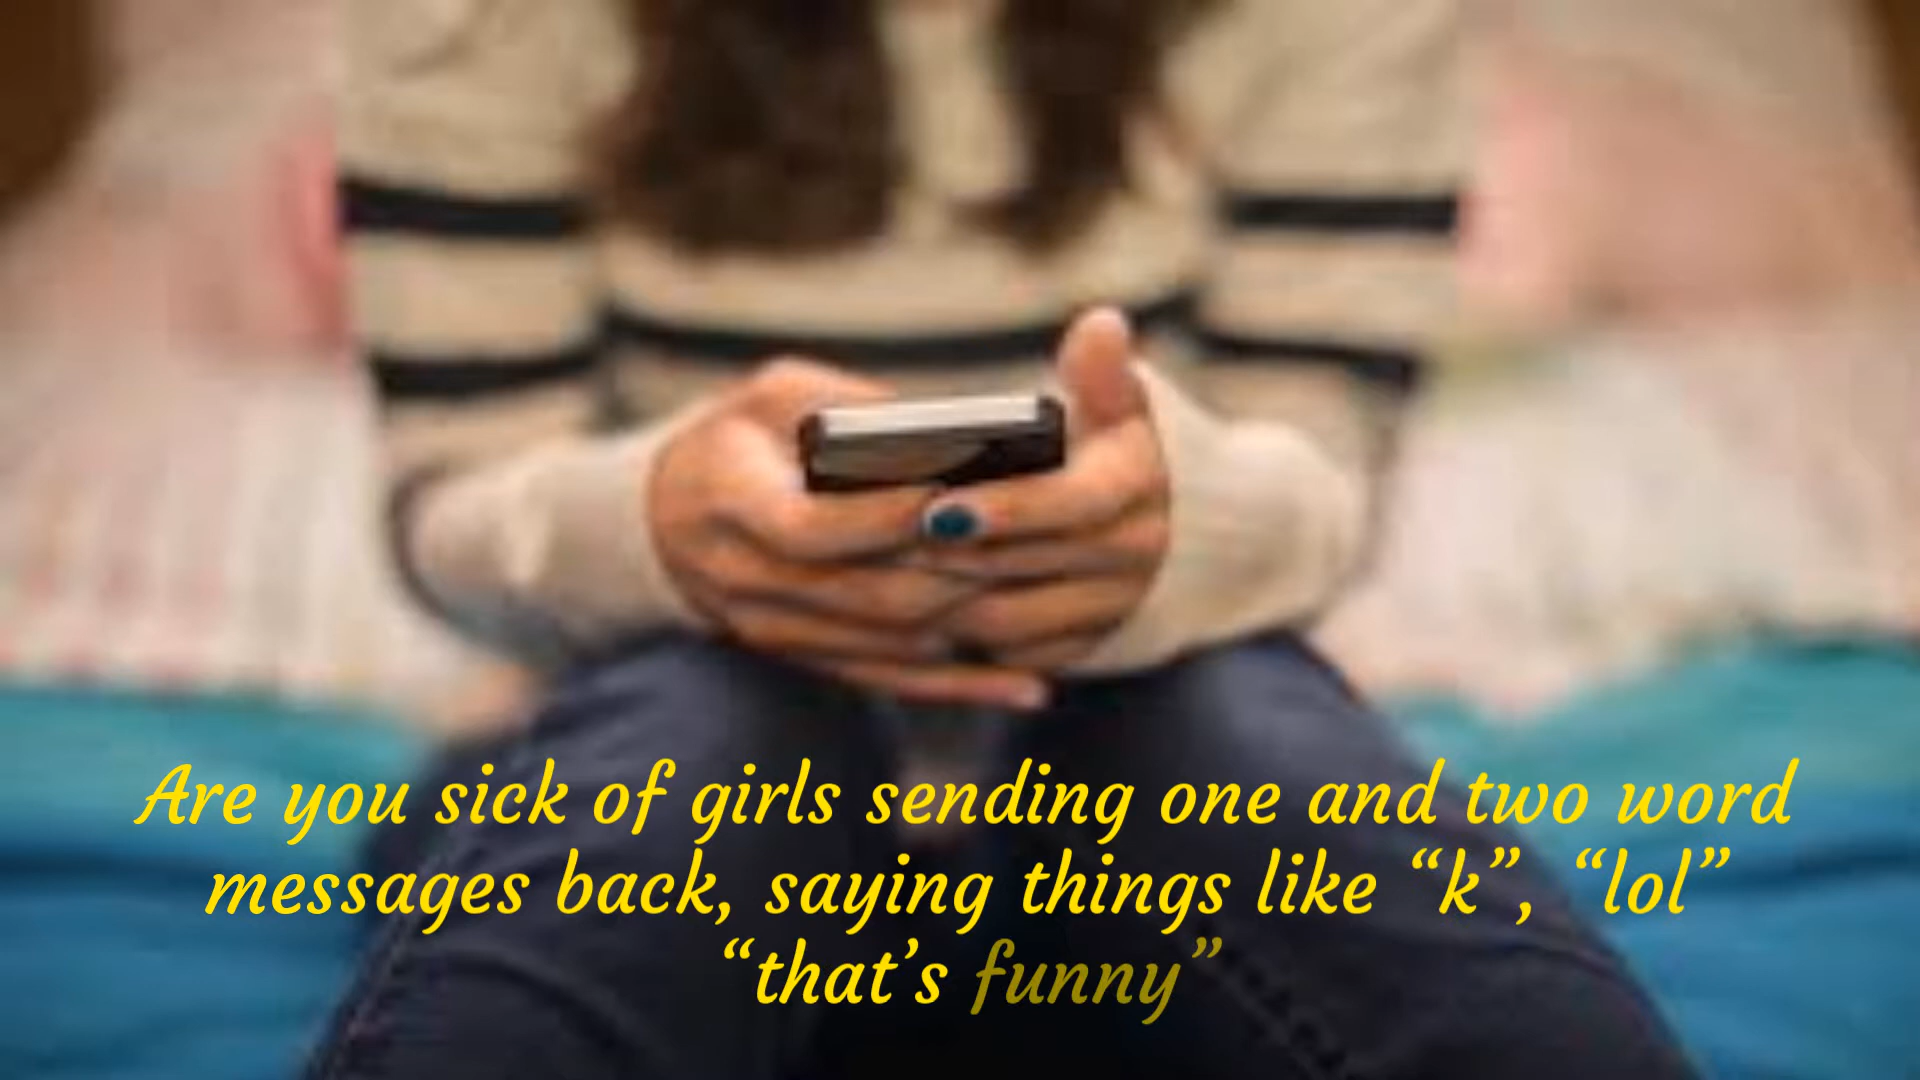 Are you sick of girls sending one and two word
messages back, saying things like “k”, “lol”
“that’s funny”